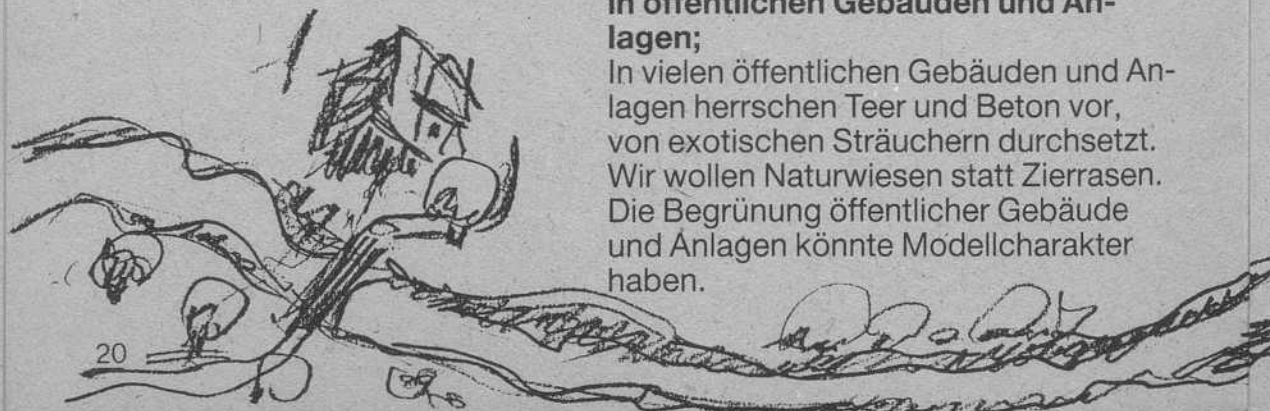 in öffentlichen Gebäuden und An-
lagen;
In vielen öffentlichen Gebäuden und An-
lagen herrschen Teer und Beton vor,
von exotischen Sträuchern durchsetzt.
Wir wollen Naturwiesen statt Zierrasen.
Die Begrünung öffentlicher Gebäude
und Anlagen könnte Modellcharakter
haben.
20